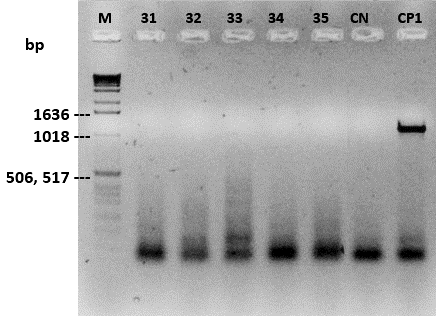 M 31 32 33 34 35 CN CP1
bp
1636 ---
1018 ---
506, 517 ---